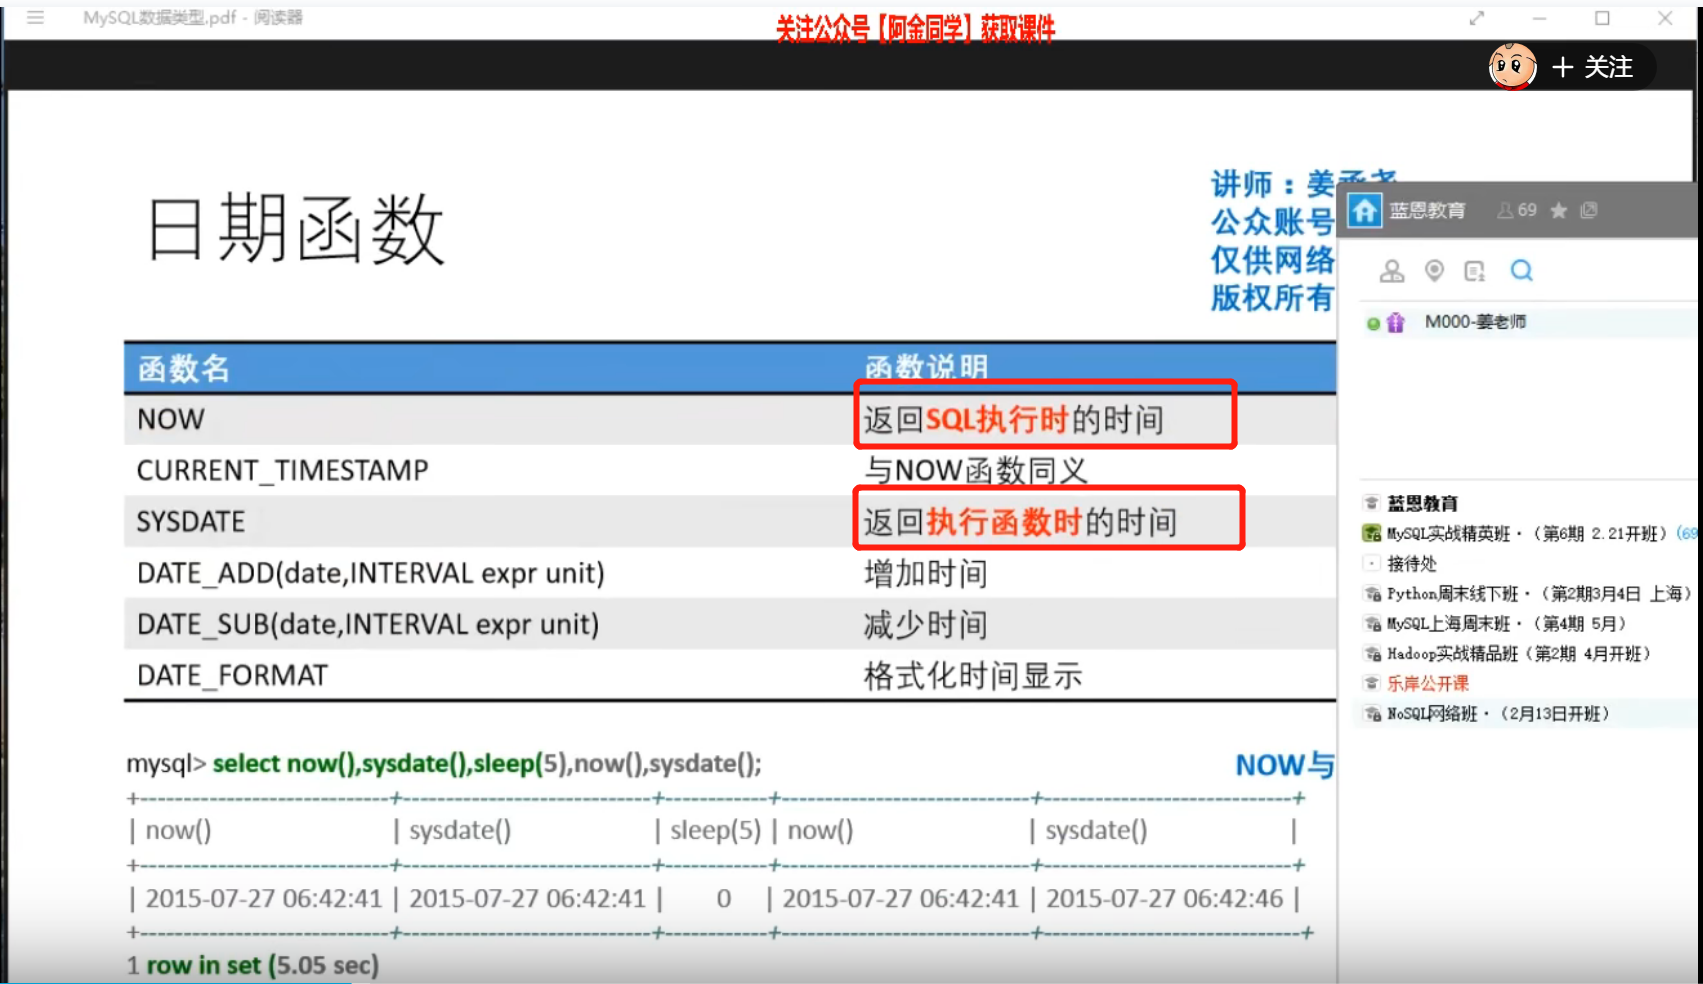 MySQL数据类型.pdf - 阅读器
关注公众号【阿金同学】获取课件
+ 关注
日期函数
讲师：姜承尧
公众账号
仅供网络
版权所有
函数名 函数说明
NOW 返回SQL执行时的时间
CURRENT_TIMESTAMP 与NOW函数同义
SYSDATE 返回执行函数时的时间
DATE_ADD(date,INTERVAL expr unit) 增加时间
DATE_SUB(date,INTERVAL expr unit) 减少时间
DATE_FORMAT 格式化时间显示
mysql> select now(),sysdate(),sleep(5),now(),sysdate();
NOW与
| now() | sysdate() | sleep(5) | now() | sysdate() |
| 2015-07-27 06:42:41 | 2015-07-27 06:42:41 | 0 | 2015-07-27 06:42:41 | 2015-07-27 06:42:46 |
1 row in set (5.05 sec)
蓝恩教育 69
M000-姜老师
蓝恩教育
MySQL实战精英班·（第6期 2.21开班）(69
接待处
Python周末线下班·（第2期3月4日 上海）
MySQL上海周末班·（第4期 5月）
Hadoop实战精品班（第2期 4月开班）
乐岸公开课
NoSQL网络班·（2月13日开班）